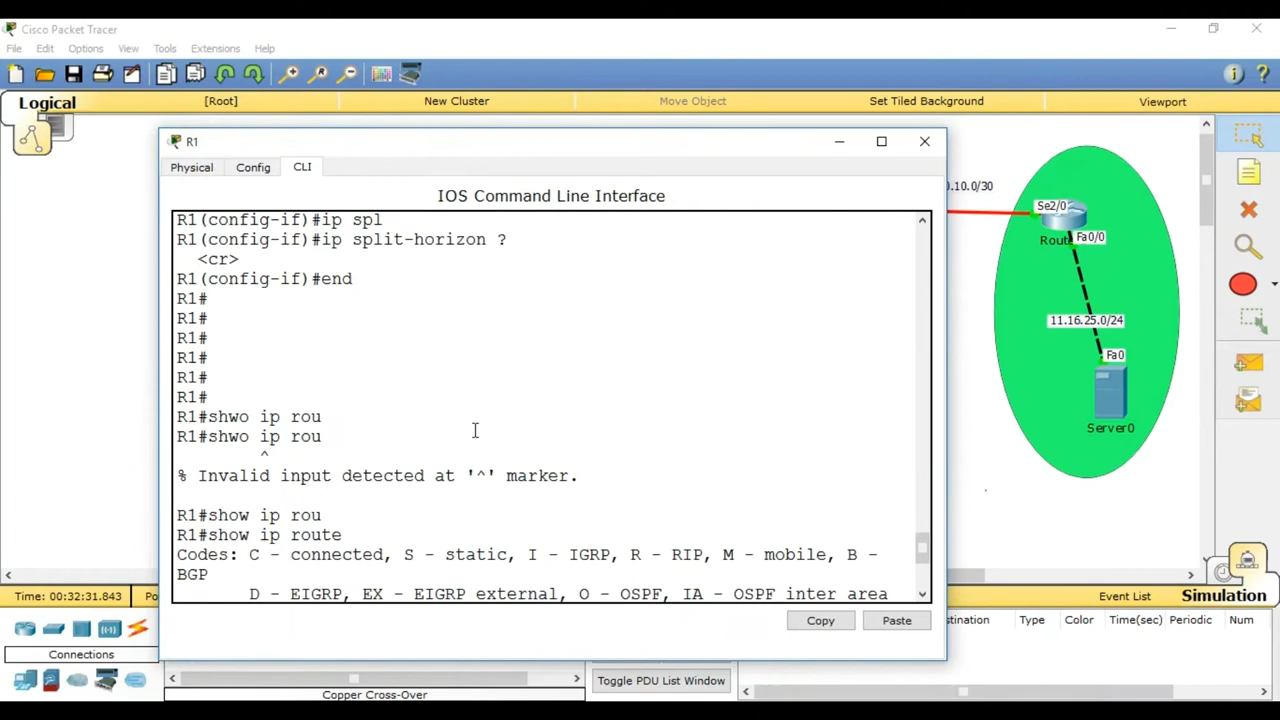 Cisco Packet Tracer
File Edit Options View Tools Extensions Help
Logical [Root] New Cluster Move Object Set Tiled Background Viewport
R1
Physical Config CLI
IOS Command Line Interface
R1(config-if)#ip spl
R1(config-if)#ip split-horizon ?
<cr>
R1(config-if)#end
R1#
R1#
R1#
R1#
R1#
R1#
R1#shwo ip rou
R1#shwo ip rou
^
% Invalid input detected at '^' marker.
R1#show ip rou
R1#show ip route
Codes: C - connected, S - static, I - IGRP, R - RIP, M - mobile, B -
BGP
D - EIGRP, EX - EIGRP external, O - OSPF, IA - OSPF inter area
Copy Paste
.10.0/30
Se2/0
Rout
Fa0/0
11.16.25.0/24
Fa0
Server0
Time: 00:32:31.843 Po
Event List Simulation
Connections
stination Type Color Time(sec) Periodic Num
Toggle PDU List Window
Copper Cross-Over